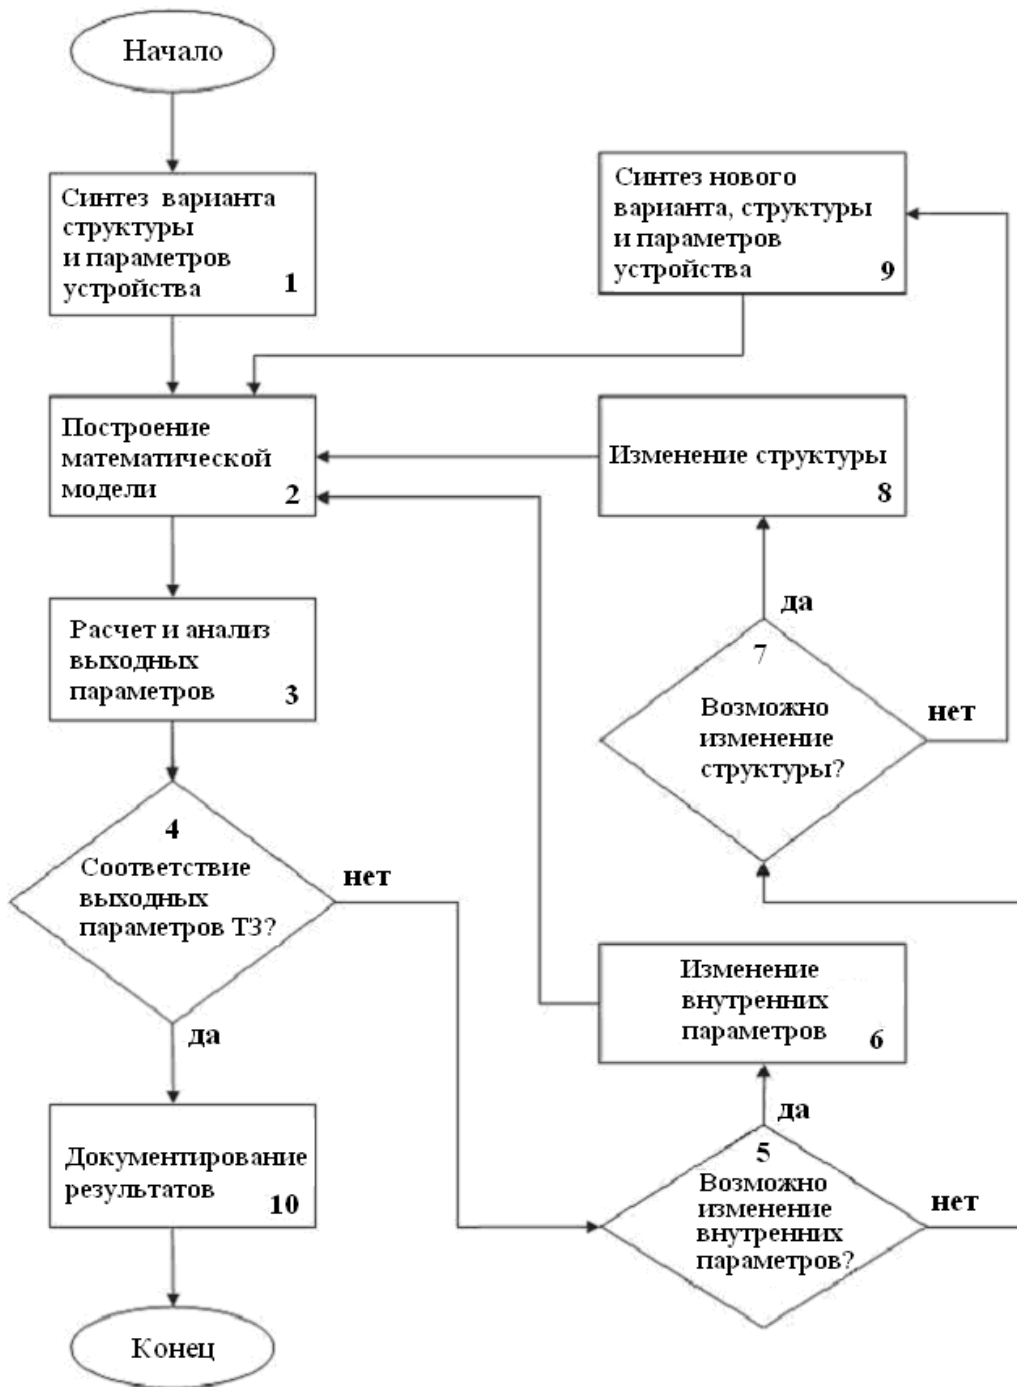 Начало
Синтез варианта
структуры
и параметров
устройства
1
Построение
математической
модели
2
Расчет и анализ
выходных
параметров
3
4
Соответствие
выходных
параметров ТЗ?
нет
да
Документирование
результатов
10
Конец
Синтез нового
варианта, структуры
и параметров
устройства
9
Изменение структуры
8
да
7
Возможно
изменение
структуры?
нет
Изменение
внутренних
параметров
6
да
5
Возможно
изменение
внутренних
параметров?
нет